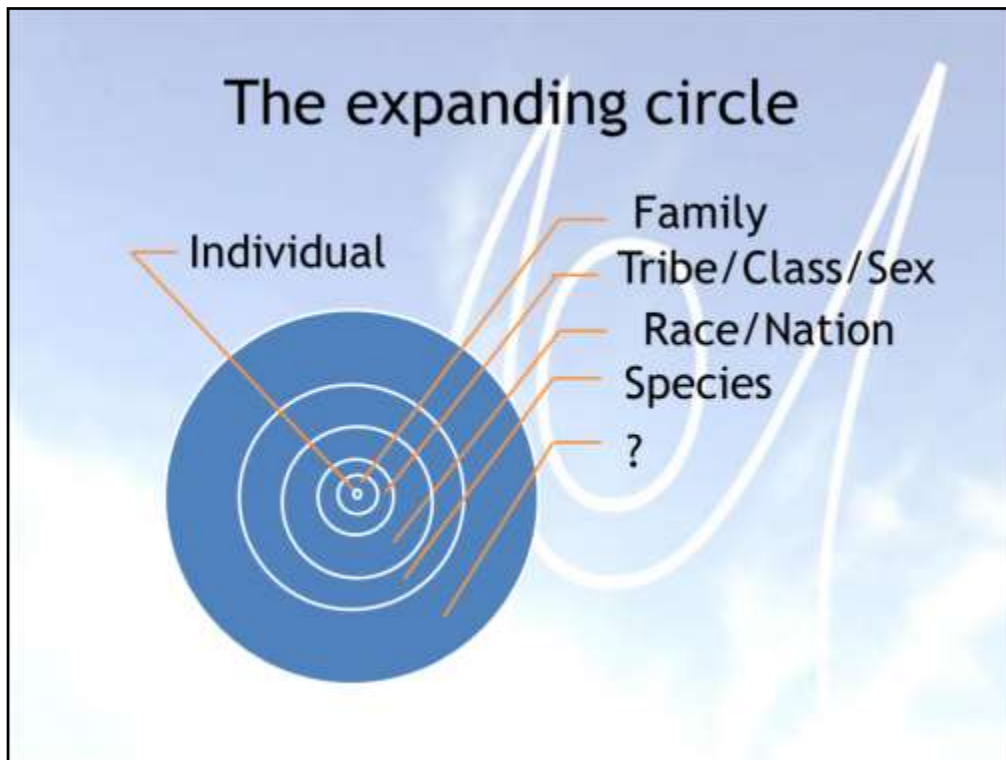 The expanding circle
Individual
Family
Tribe/Class/Sex
Race/Nation
Species
?